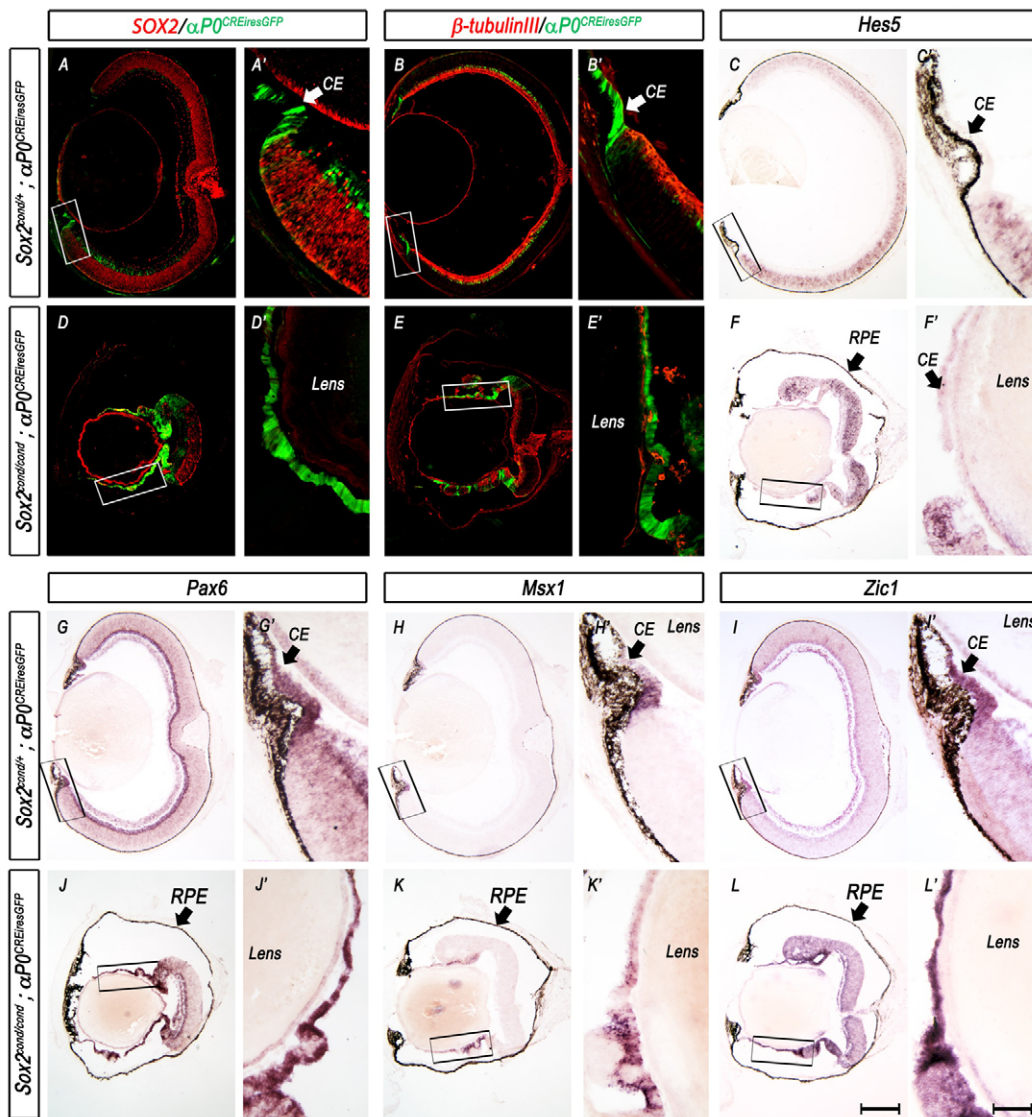 SOX2/αP0CREiresGFP
β-tubulinIII/αP0CREiresGFP
Hes5
Sox2cond/+ ; αP0CREiresGFP
A
A'
CE
B
B'
CE
C
C'
CE
Sox2cond/cond ; αP0CREiresGFP
D
D'
Lens
E
E'
Lens
F
RPE
F'
CE
Lens
Pax6
Msx1
Zic1
Sox2cond/+ ; αP0CREiresGFP
G
G'
CE
H
H'
CE
Lens
I
I'
CE
Lens
Sox2cond/cond ; αP0CREiresGFP
J
RPE
J'
Lens
K
RPE
K'
Lens
L
RPE
L'
Lens